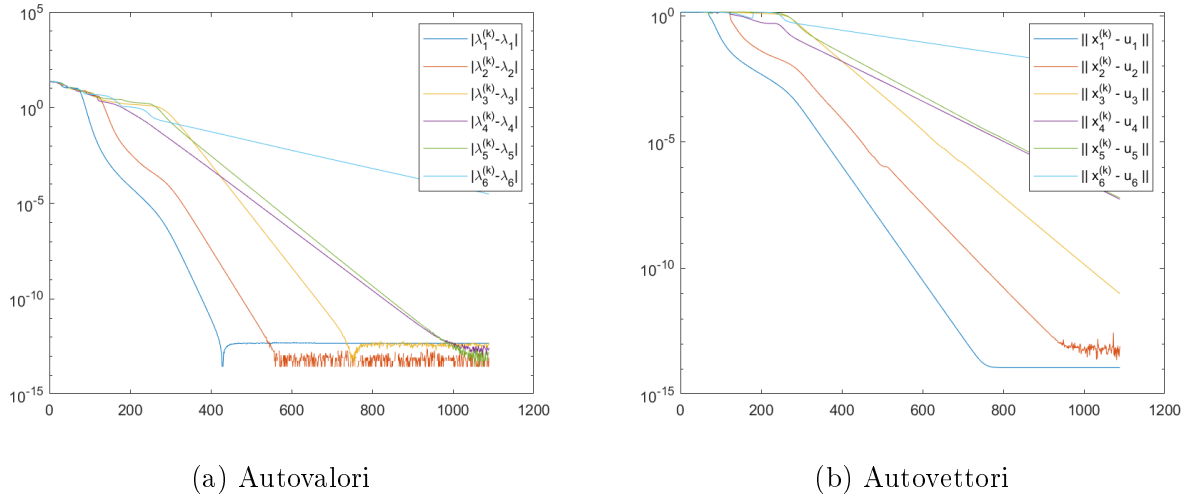 Autovalori
10^5
10^0
10^-5
10^-10
10^-15
0 200 400 600 800 1000 1200
|λ_1^(k)-λ_1|
|λ_2^(k)-λ_2|
|λ_3^(k)-λ_3|
|λ_4^(k)-λ_4|
|λ_5^(k)-λ_5|
|λ_6^(k)-λ_6|
(a) Autovalori
10^0
10^-5
10^-10
10^-15
0 200 400 600 800 1000 1200
|| x_1^(k) - u_1 ||
|| x_2^(k) - u_2 ||
|| x_3^(k) - u_3 ||
|| x_4^(k) - u_4 ||
|| x_5^(k) - u_5 ||
|| x_6^(k) - u_6 ||
(b) Autovettori